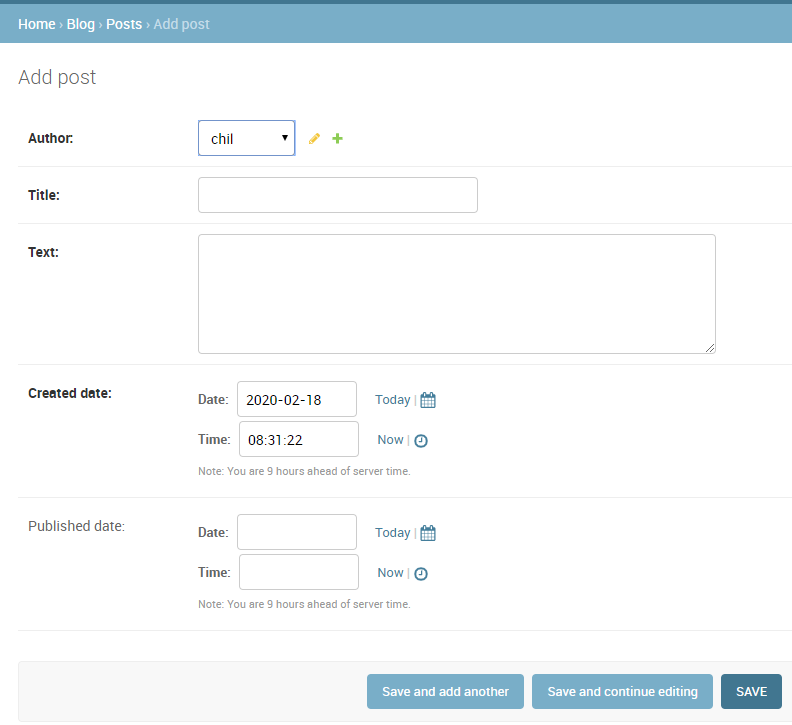 Home › Blog › Posts › Add post
Add post
Author: chil
Title:
Text:
Created date:
Date: 2020-02-18 Today |
Time: 08:31:22 Now |
Note: You are 9 hours ahead of server time.
Published date:
Date: Today |
Time: Now |
Note: You are 9 hours ahead of server time.
Save and add another Save and continue editing SAVE